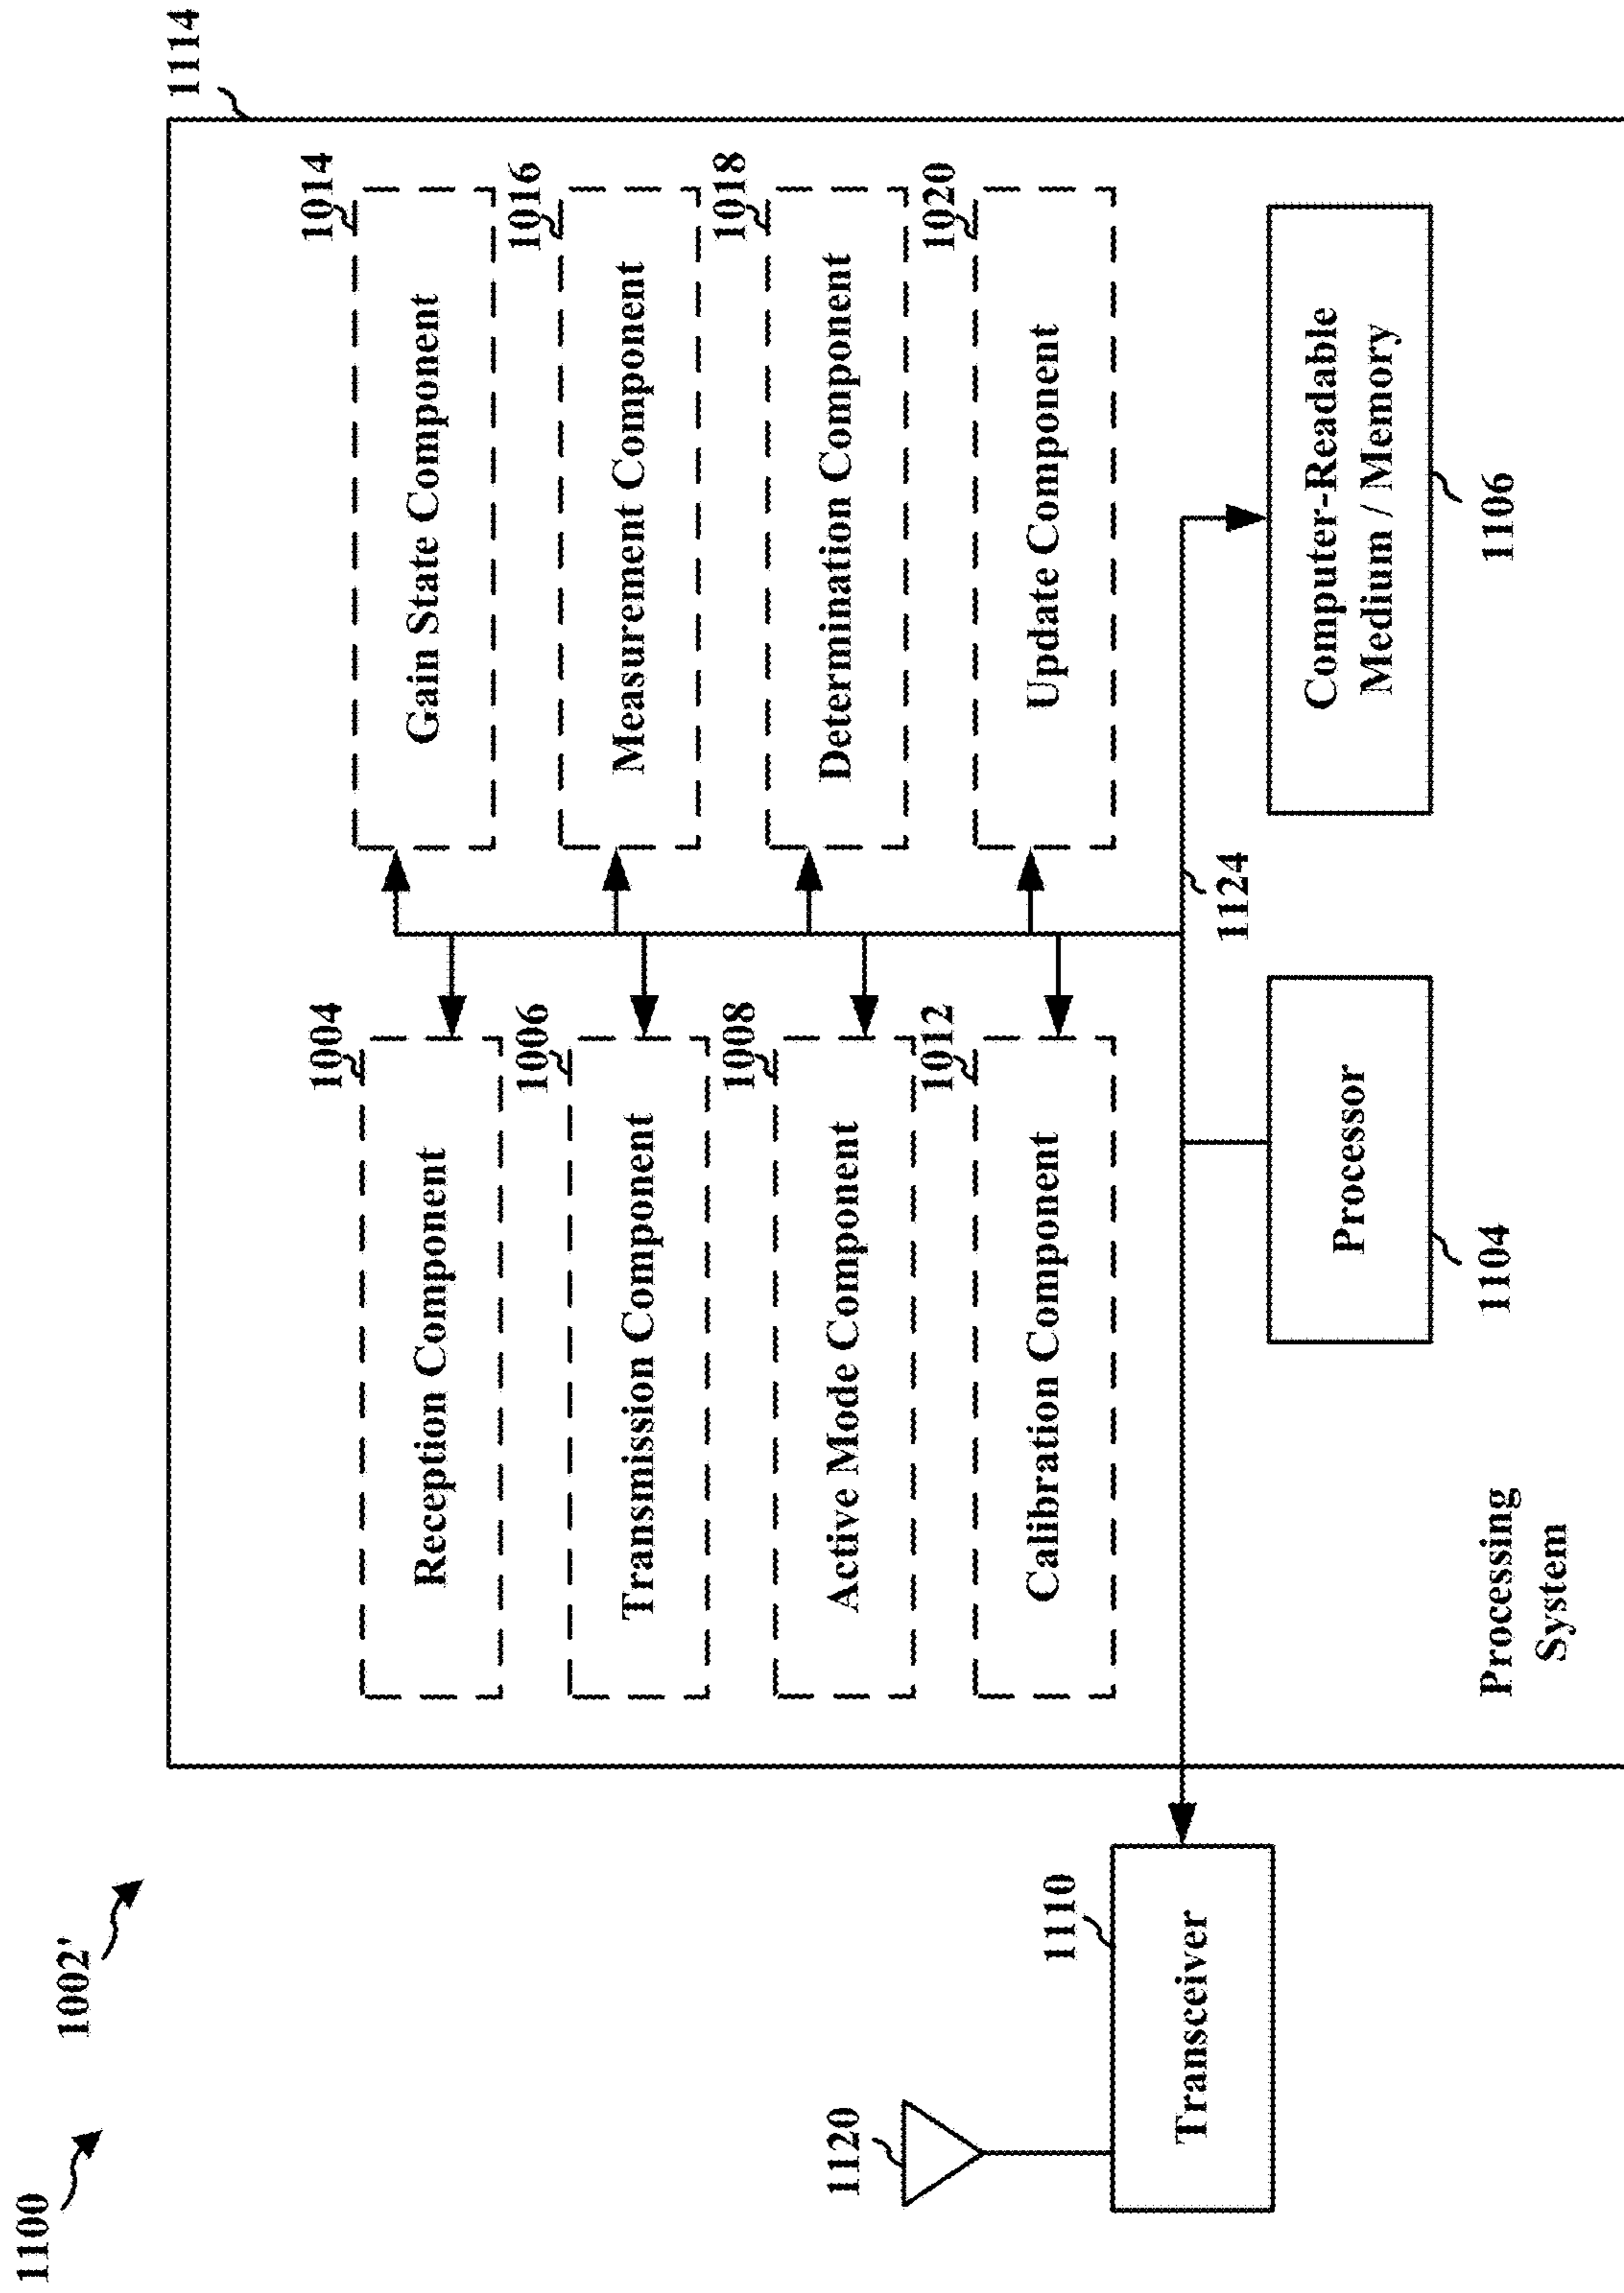 1100
1002'
1114
1004
Reception Component
1014
Gain State Component
1006
Transmission Component
1016
Measurement Component
1008
Active Mode Component
1018
Determination Component
1012
Calibration Component
1020
Update Component
1120
1110
Transceiver
1124
Processor
1104
Computer-Readable
Medium / Memory
1106
Processing
System